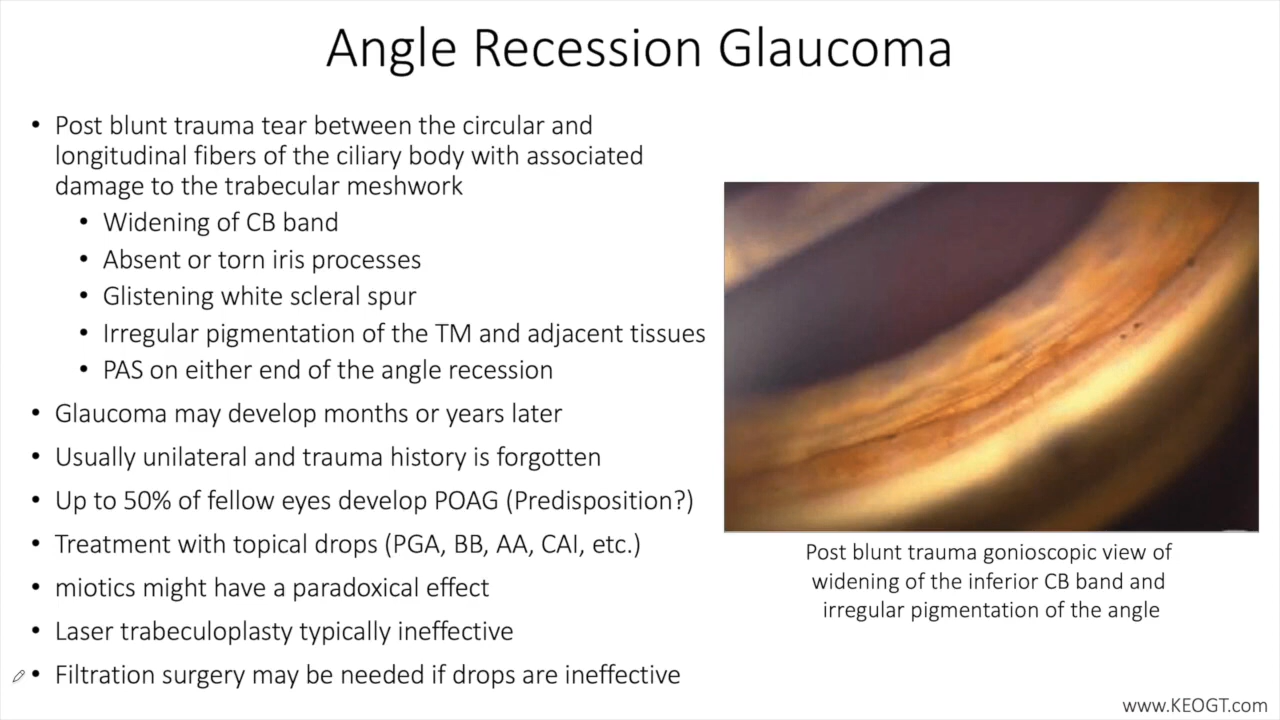 Angle Recession Glaucoma
• Post blunt trauma tear between the circular and
longitudinal fibers of the ciliary body with associated
damage to the trabecular meshwork
• Widening of CB band
• Absent or torn iris processes
• Glistening white scleral spur
• Irregular pigmentation of the TM and adjacent tissues
• PAS on either end of the angle recession
• Glaucoma may develop months or years later
• Usually unilateral and trauma history is forgotten
• Up to 50% of fellow eyes develop POAG (Predisposition?)
• Treatment with topical drops (PGA, BB, AA, CAI, etc.)
• miotics might have a paradoxical effect
• Laser trabeculoplasty typically ineffective
• Filtration surgery may be needed if drops are ineffective
Post blunt trauma gonioscopic view of
widening of the inferior CB band and
irregular pigmentation of the angle
www.KEOGT.com